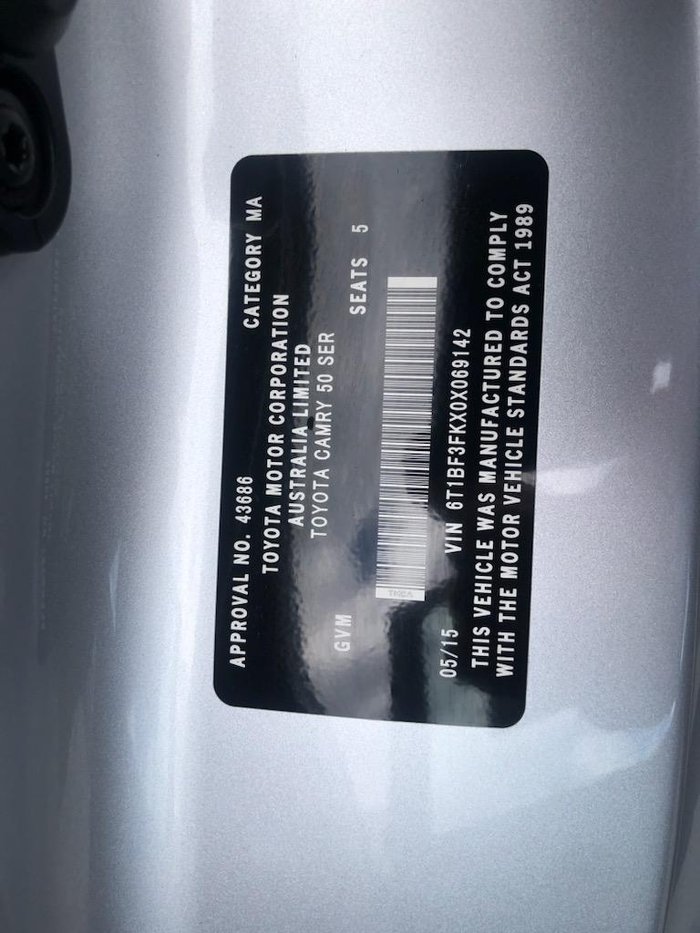 APPROVAL NO. 43686 CATEGORY MA
TOYOTA MOTOR CORPORATION
AUSTRALIA LIMITED
TOYOTA CAMRY 50 SER
GVM SEATS 5
05/15 VIN 6T1BF3FKX0X069142
THIS VEHICLE WAS MANUFACTURED TO COMPLY
WITH THE MOTOR VEHICLE STANDARDS ACT 1989